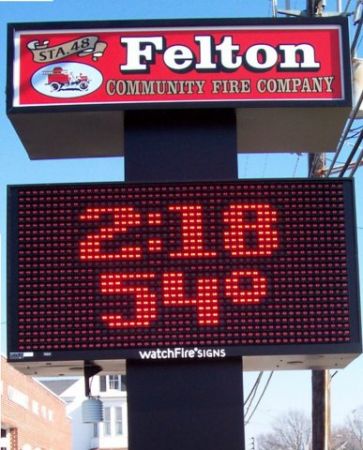 STA. 48
Felton
COMMUNITY FIRE COMPANY
2:18
54°
watchFire®SIGNS